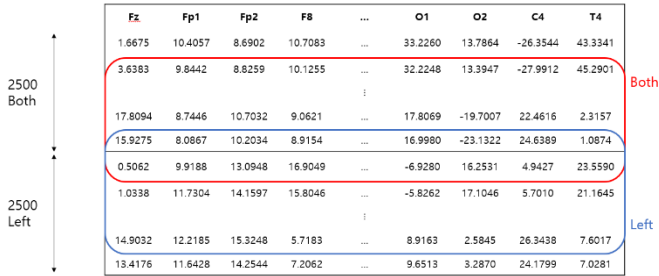 Fz Fp1 Fp2 F8 ... O1 O2 C4 T4
1.6675 10.4057 8.6902 10.7083 ... 33.2260 13.7864 -26.3544 43.3341
3.6383 9.8442 8.8259 10.1255 ... 32.2248 13.3947 -27.9912 45.2901
Both
2500
Both
⋮
17.8094 8.7446 10.7032 9.0621 ... 17.8069 -19.7007 22.4616 2.3157
15.9275 8.0867 10.2034 8.9154 ... 16.9980 -23.1322 24.6389 1.0874
0.5062 9.9188 13.0948 16.9049 ... -6.9280 16.2531 4.9427 23.5590
1.0338 11.7304 14.1597 15.8046 ... -5.8262 17.1046 5.7010 21.1645
2500
Left
⋮
Left
14.9032 12.2185 15.3248 5.7183 ... 8.9163 2.5845 26.3438 7.6017
13.4176 11.6428 14.2544 7.2062 ... 9.6513 3.2870 24.1799 7.0281